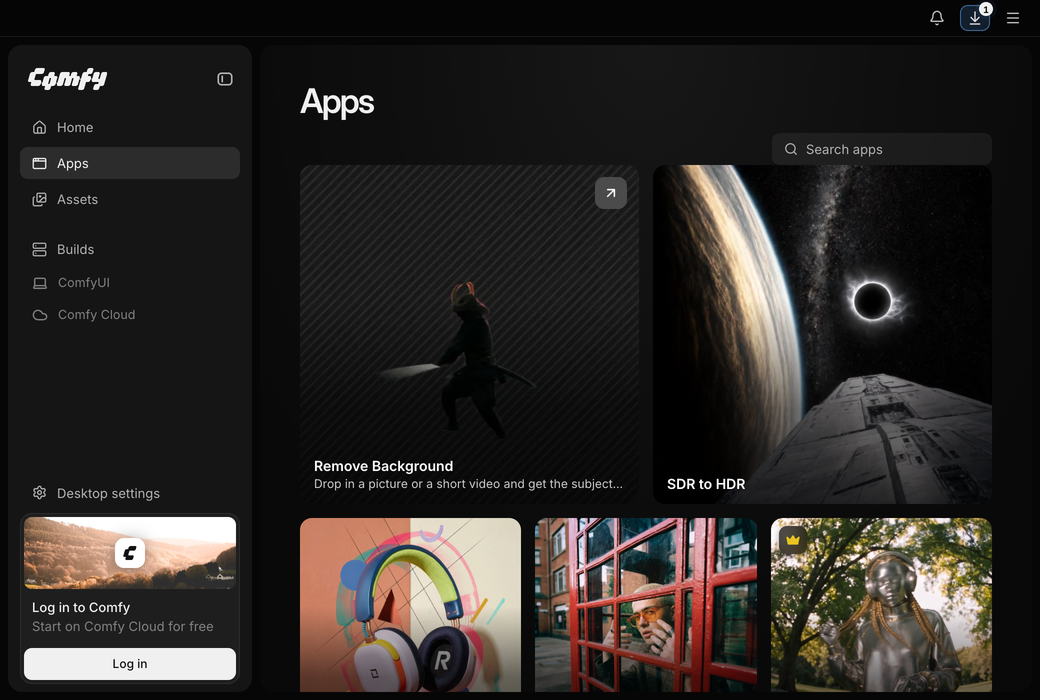 1
Comfy
Home
Apps
Assets
Builds
ComfyUI
Comfy Cloud
Desktop settings
Log in to Comfy
Start on Comfy Cloud for free
Log in
Apps
Search apps
Remove Background
Drop in a picture or a short video and get the subject...
SDR to HDR
R